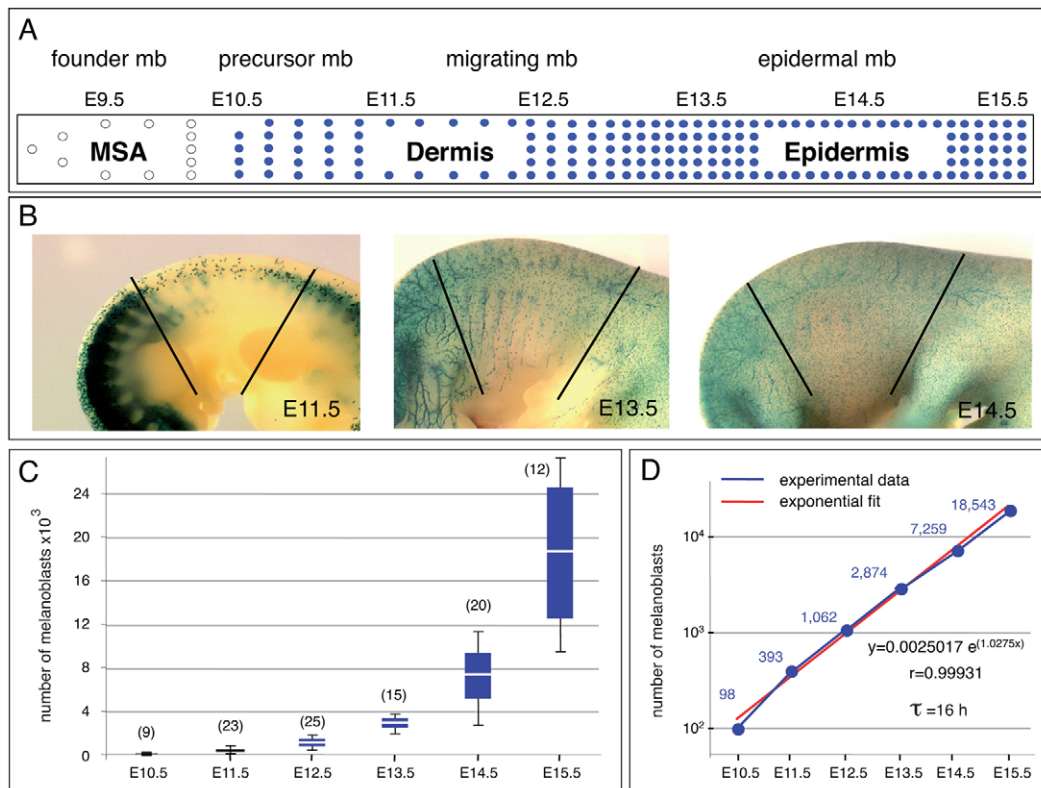 A
founder mb precursor mb migrating mb epidermal mb
E9.5 E10.5 E11.5 E12.5 E13.5 E14.5 E15.5
MSA Dermis Epidermis
B
E11.5 E13.5 E14.5
C
number of melanoblasts x10³
24
20
16
12
8
4
0
(9) (23) (25) (15) (20) (12)
E10.5 E11.5 E12.5 E13.5 E14.5 E15.5
D
experimental data
exponential fit
number of melanoblasts
10⁴
10³
10²
98
393
1,062
2,874
7,259
18,543
y=0.0025017 e(1.0275x)
r=0.99931
τ =16 h
E10.5 E11.5 E12.5 E13.5 E14.5 E15.5